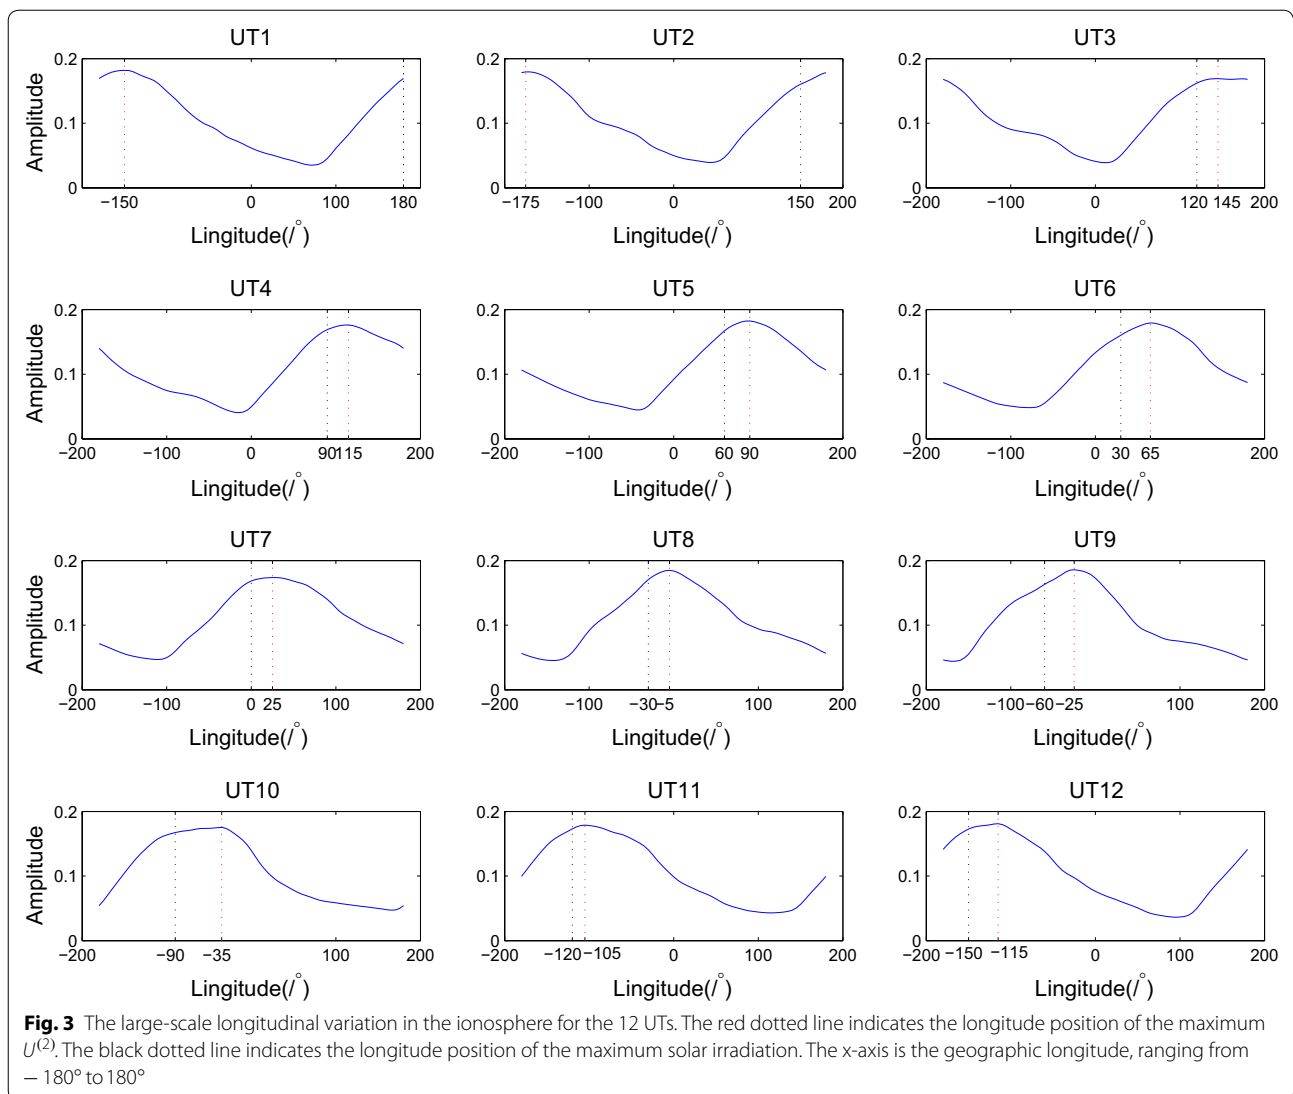 UT1 UT2 UT3
0.2 0.2 0.2
Amplitude
0.1 0.1 0.1
0 0 0
−150 0 100 180 −175 −100 0 150 200 −200 −100 0 120 145 200
Lingitude(/°) Lingitude(/°) Lingitude(/°)
UT4 UT5 UT6
0.2 0.2 0.2
Amplitude
0.1 0.1 0.1
0 0 0
−200 −100 0 90 115 200 −200 −100 0 60 90 200 −200 −100 0 30 65 200
Lingitude(/°) Lingitude(/°) Lingitude(/°)
UT7 UT8 UT9
0.2 0.2 0.2
Amplitude
0.1 0.1 0.1
0 0 0
−200 −100 0 25 200 −200 −100 −30 −5 100 200 −200 −100 −60 −25 100 200
Lingitude(/°) Lingitude(/°) Lingitude(/°)
UT10 UT11 UT12
0.2 0.2 0.2
Amplitude
0.1 0.1 0.1
0 0 0
−200 −90 −35 100 200 −200 −120 −105 0 100 200 −200 −150 −115 0 100 200
Lingitude(/°) Lingitude(/°) Lingitude(/°)
Fig. 3 The large-scale longitudinal variation in the ionosphere for the 12 UTs. The red dotted line indicates the longitude position of the maximum
U(2). The black dotted line indicates the longitude position of the maximum solar irradiation. The x-axis is the geographic longitude, ranging from
− 180° to 180°